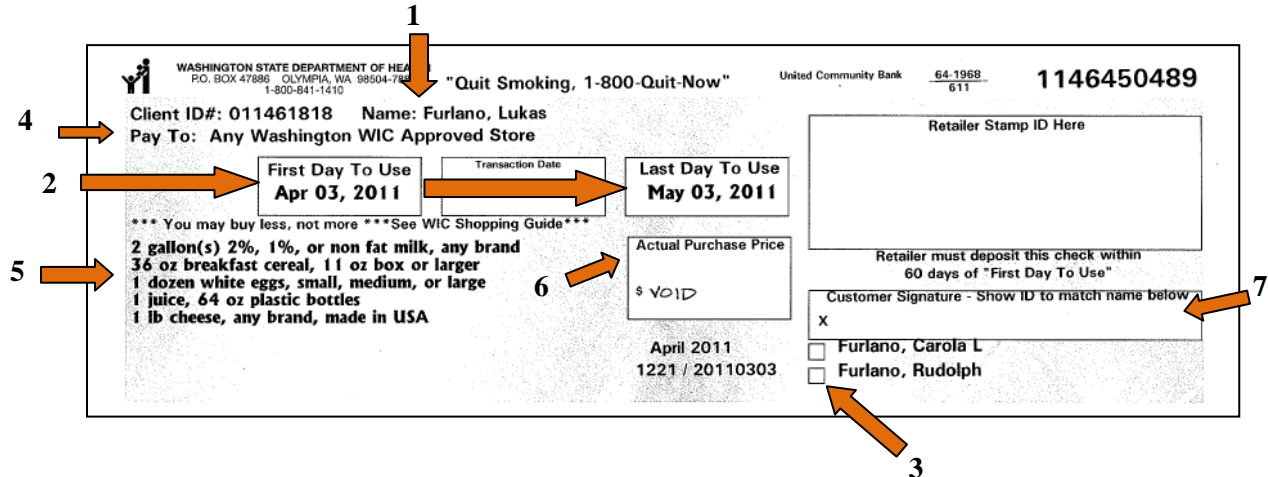 1
WASHINGTON STATE DEPARTMENT OF
P.O. BOX 47886 OLYMPIA, WA
1-800-841-1410
"Quit Smoking, 1-800-Quit-Now"
United Community Bank
64-1968
611
1146450489
Client ID#: 011461818 Name: Furlano, Lukas
4
Pay To: Any Washington WIC Approved Store
Retailer Stamp ID Here
2
First Day To Use
Apr 03, 2011
Transaction Date
Last Day To Use
May 03, 2011
*** You may buy less, not more ***See WIC Shopping Guide***
5
2 gallon(s) 2%, 1%, or non fat milk, any brand
36 oz breakfast cereal, 11 oz box or larger
1 dozen white eggs, small, medium, or large
1 juice, 64 oz plastic bottles
1 lb cheese, any brand, made in USA
6
Actual Purchase Price
$ VOID
Retailer must deposit this check within
60 days of "First Day To Use"
7
Customer Signature - Show ID to match name below
X
April 2011
1221 / 20110303
Furlano, Carola L
Furlano, Rudolph
3